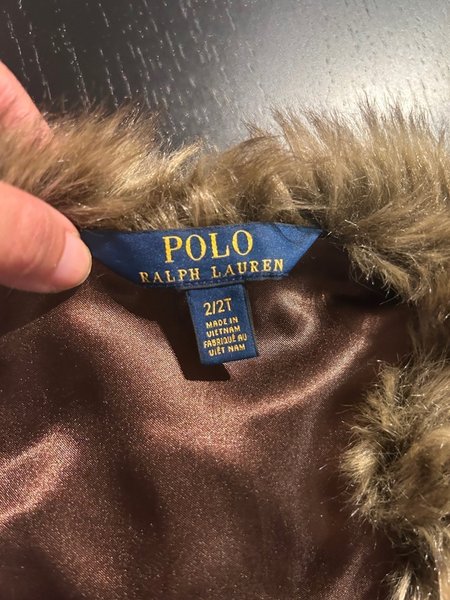 POLO
RALPH LAUREN
2/2T
MADE IN
VIETNAM
FABRIQUÉ AU
VIÊT NAM